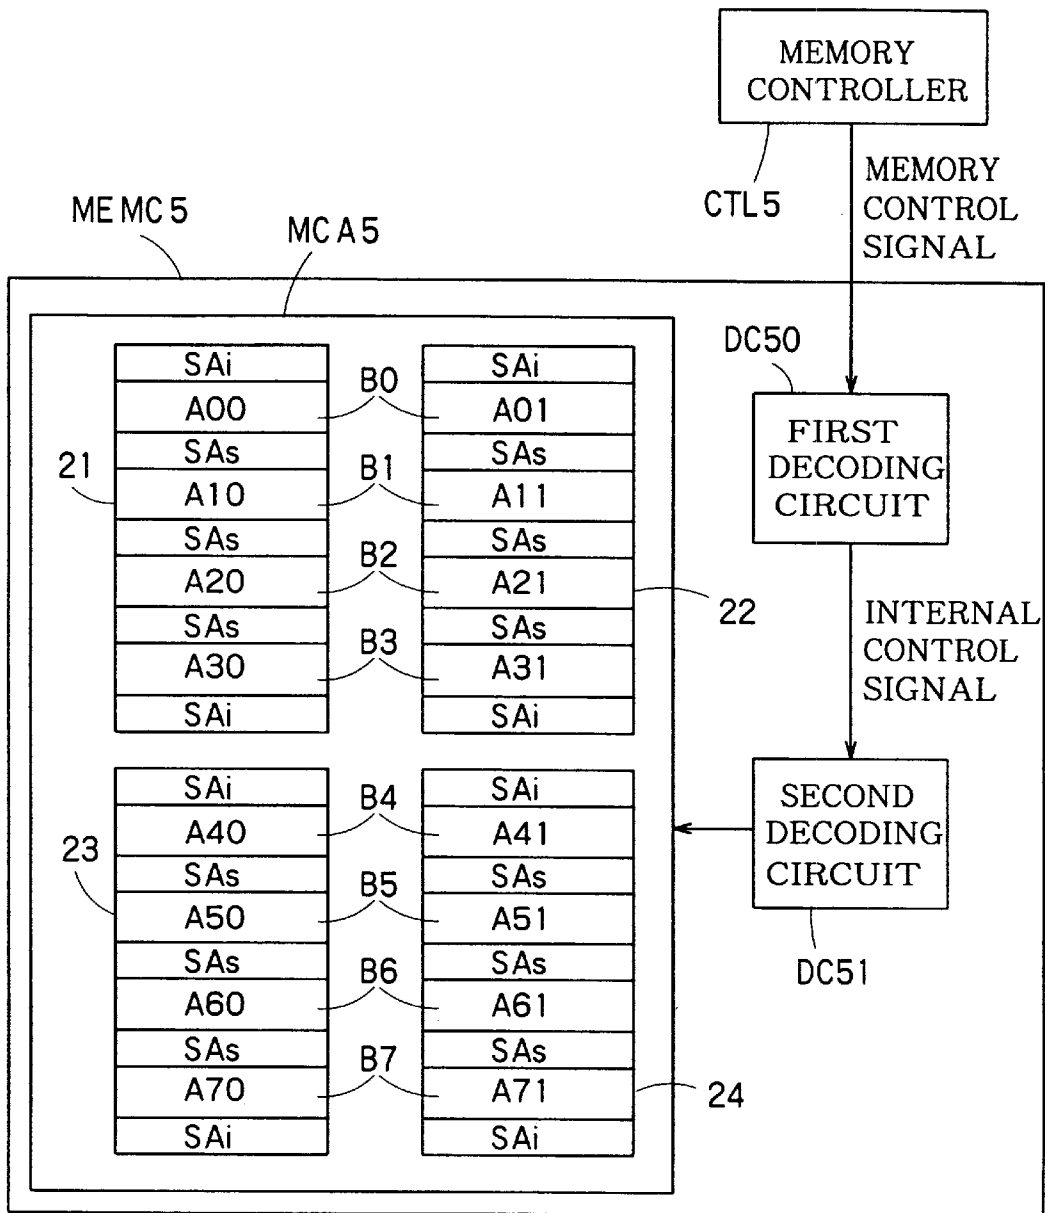 MEMORY
CONTROLLER
CTL5
MEMORY
CONTROL
SIGNAL
MEMC5
MCA5
DC50
FIRST
DECODING
CIRCUIT
INTERNAL
CONTROL
SIGNAL
SECOND
DECODING
CIRCUIT
DC51
SAi B0 SAi
A00 A01
SAs SAs
21 A10 B1 A11
SAs SAs
A20 B2 A21 22
SAs SAs
A30 B3 A31
SAi SAi
SAi SAi
A40 B4 A41
23 SAs SAs
A50 B5 A51
SAs SAs
A60 B6 A61
SAs SAs
A70 B7 A71 24
SAi SAi